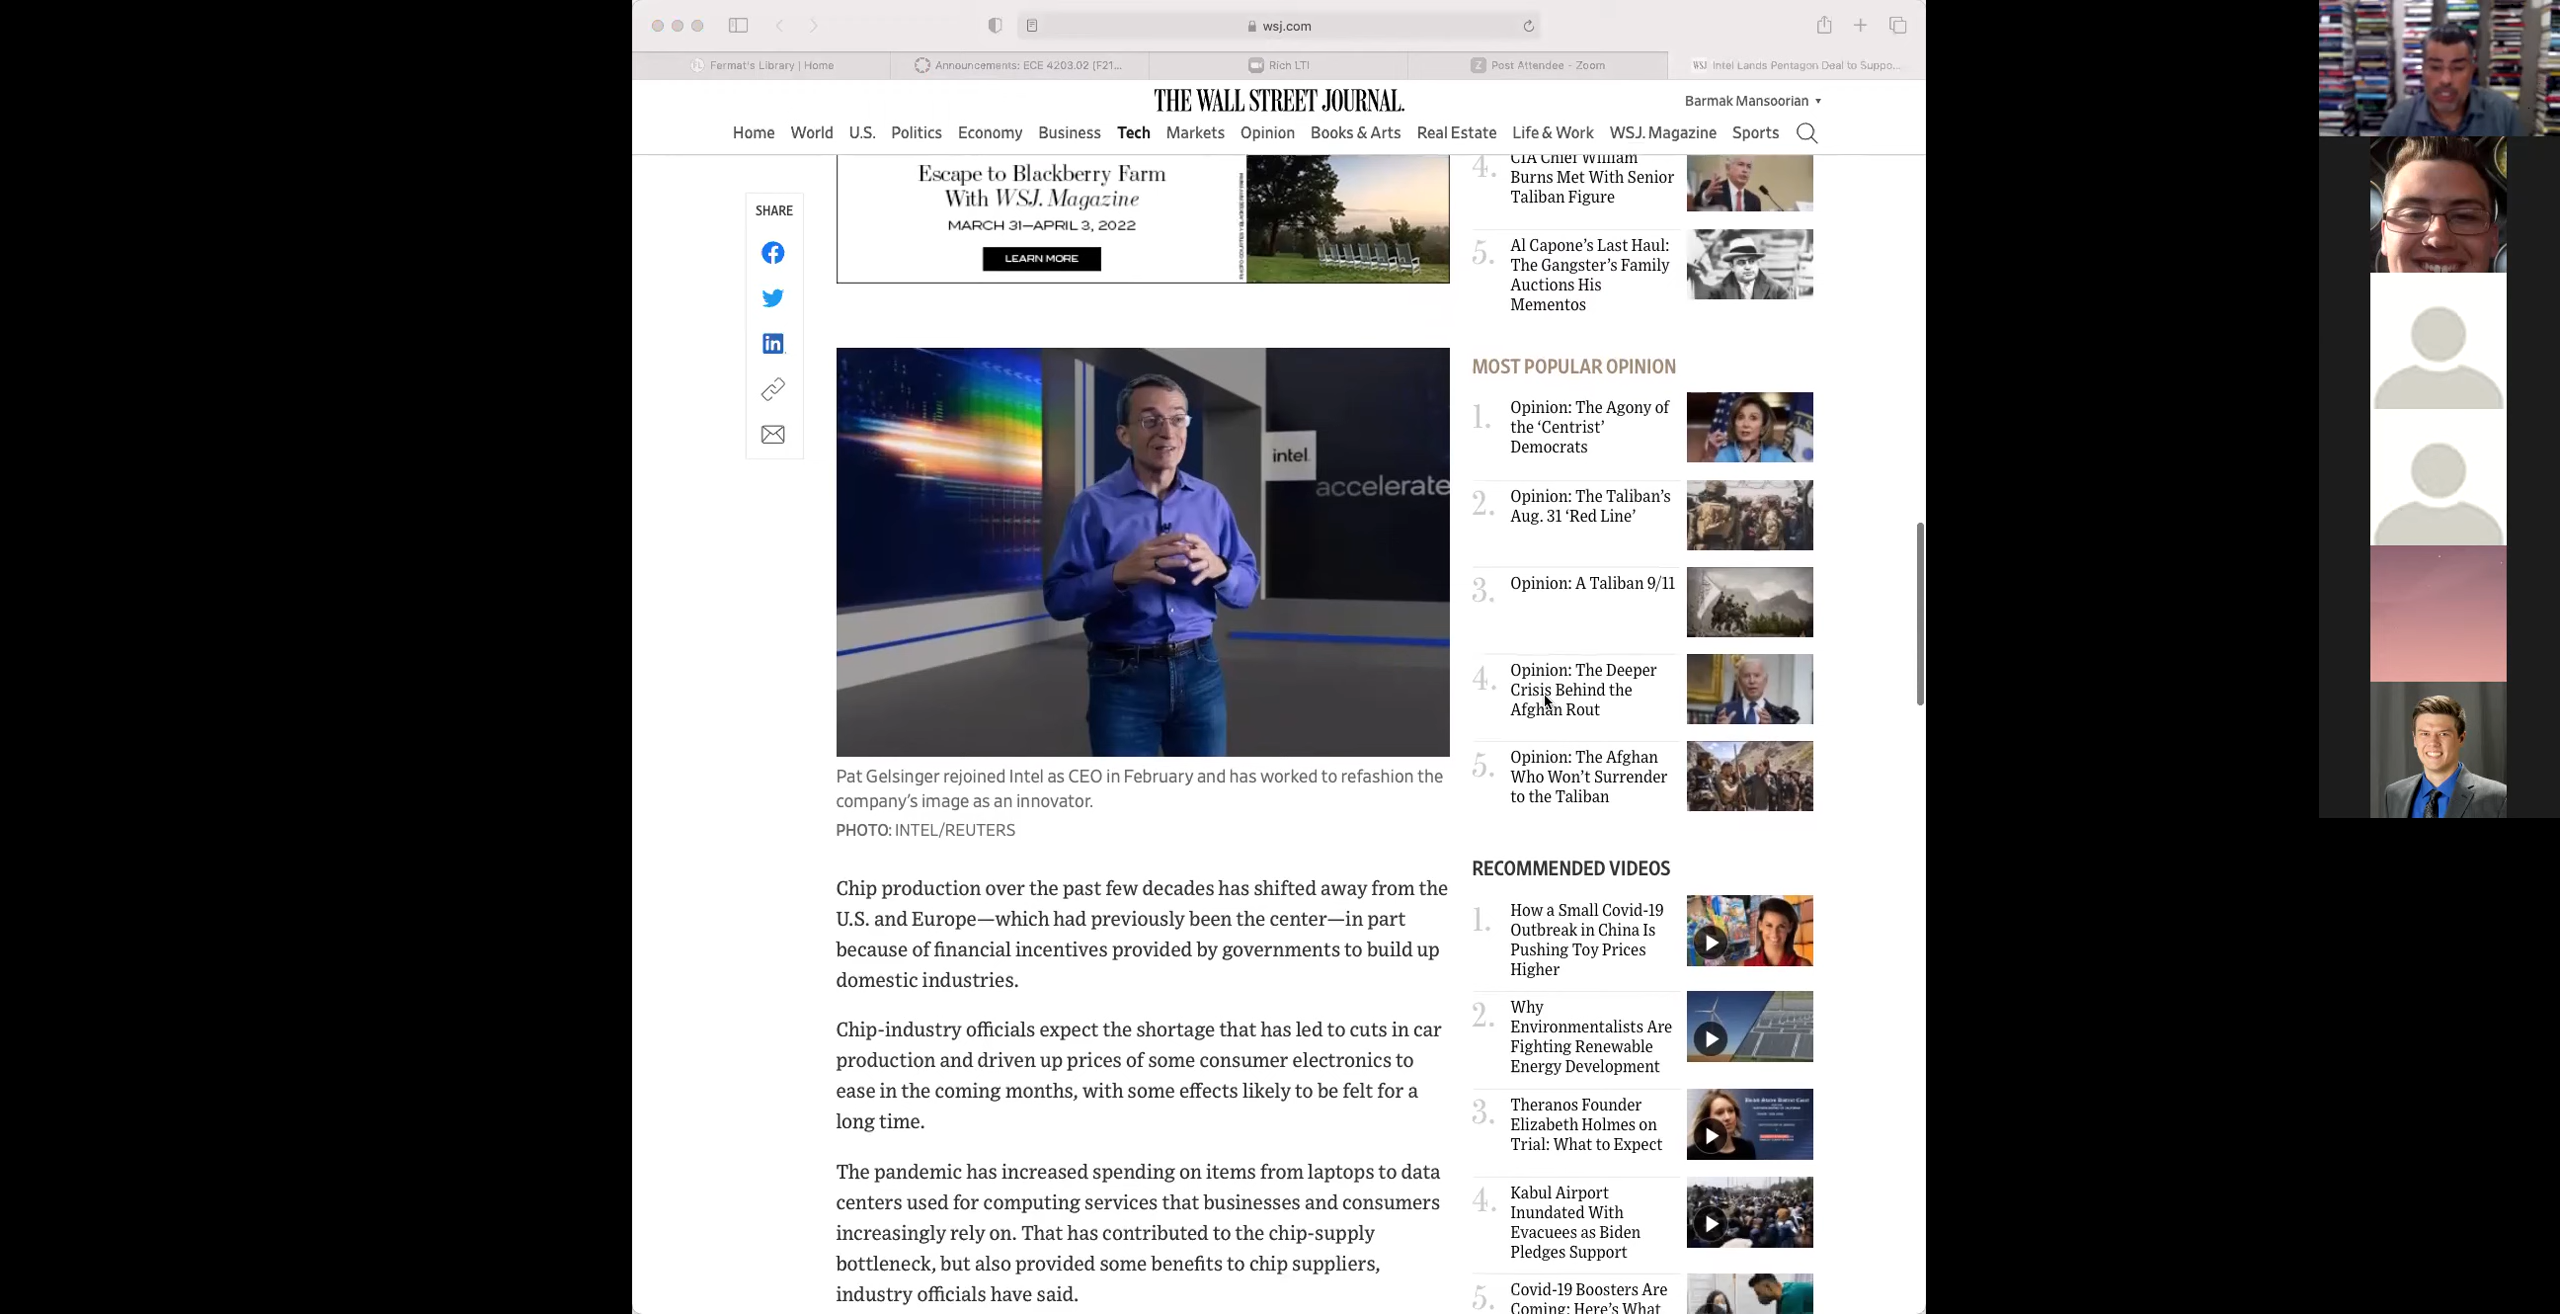 wsj.com
Fermat's Library | Home
Announcements: ECE 4203.02 [F21...
Rich LTI
Post Attendee - Zoom
WSJ Intel Lands Pentagon Deal to Suppo...
THE WALL STREET JOURNAL.
Barmak Mansoorian
Home World U.S. Politics Economy Business Tech Markets Opinion Books & Arts Real Estate Life & Work WSJ. Magazine Sports
SHARE
in
Escape to Blackberry Farm
With WSJ. Magazine
MARCH 31—APRIL 3, 2022
LEARN MORE
intel.
accelerate
Pat Gelsinger rejoined Intel as CEO in February and has worked to refashion the
company's image as an innovator.
PHOTO: INTEL/REUTERS
Chip production over the past few decades has shifted away from the
U.S. and Europe—which had previously been the center—in part
because of financial incentives provided by governments to build up
domestic industries.
Chip-industry officials expect the shortage that has led to cuts in car
production and driven up prices of some consumer electronics to
ease in the coming months, with some effects likely to be felt for a
long time.
The pandemic has increased spending on items from laptops to data
centers used for computing services that businesses and consumers
increasingly rely on. That has contributed to the chip-supply
bottleneck, but also provided some benefits to chip suppliers,
industry officials have said.
4. CIA Chief William
Burns Met With Senior
Taliban Figure
5. Al Capone's Last Haul:
The Gangster's Family
Auctions His
Mementos
MOST POPULAR OPINION
1. Opinion: The Agony of
the 'Centrist'
Democrats
2. Opinion: The Taliban's
Aug. 31 'Red Line'
3. Opinion: A Taliban 9/11
4. Opinion: The Deeper
Crisis Behind the
Afghan Rout
5. Opinion: The Afghan
Who Won't Surrender
to the Taliban
RECOMMENDED VIDEOS
1. How a Small Covid-19
Outbreak in China Is
Pushing Toy Prices
Higher
2. Why
Environmentalists Are
Fighting Renewable
Energy Development
3. Theranos Founder
Elizabeth Holmes on
Trial: What to Expect
4. Kabul Airport
Inundated With
Evacuees as Biden
Pledges Support
5. Covid-19 Boosters Are
Coming: Here's What